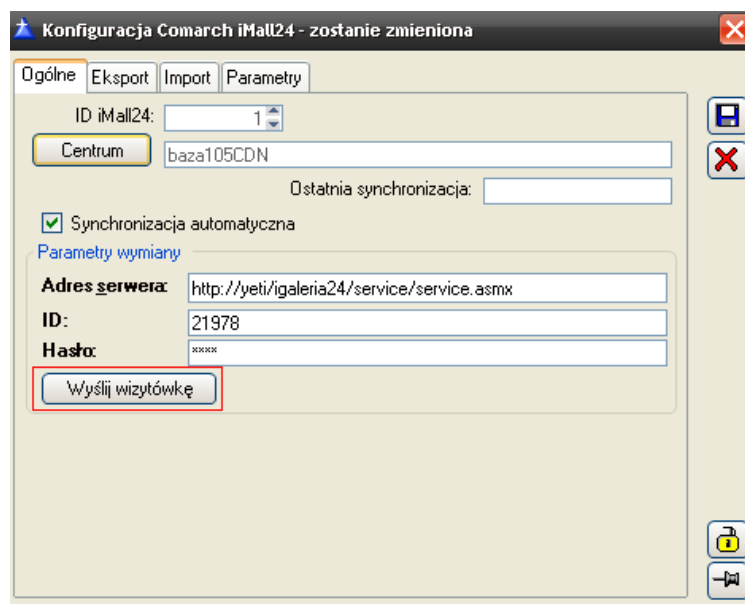 Konfiguracja Comarch iMall24 - zostanie zmieniona
Ogólne Eksport Import Parametry
ID iMall24: 1
Centrum baza105CDN
Ostatnia synchronizacja:
Synchronizacja automatyczna
Parametry wymiany
Adres serwera: http://yeti/igaleria24/service/service.asmx
ID: 21978
Hasło: ××××
Wyślij wizytówkę